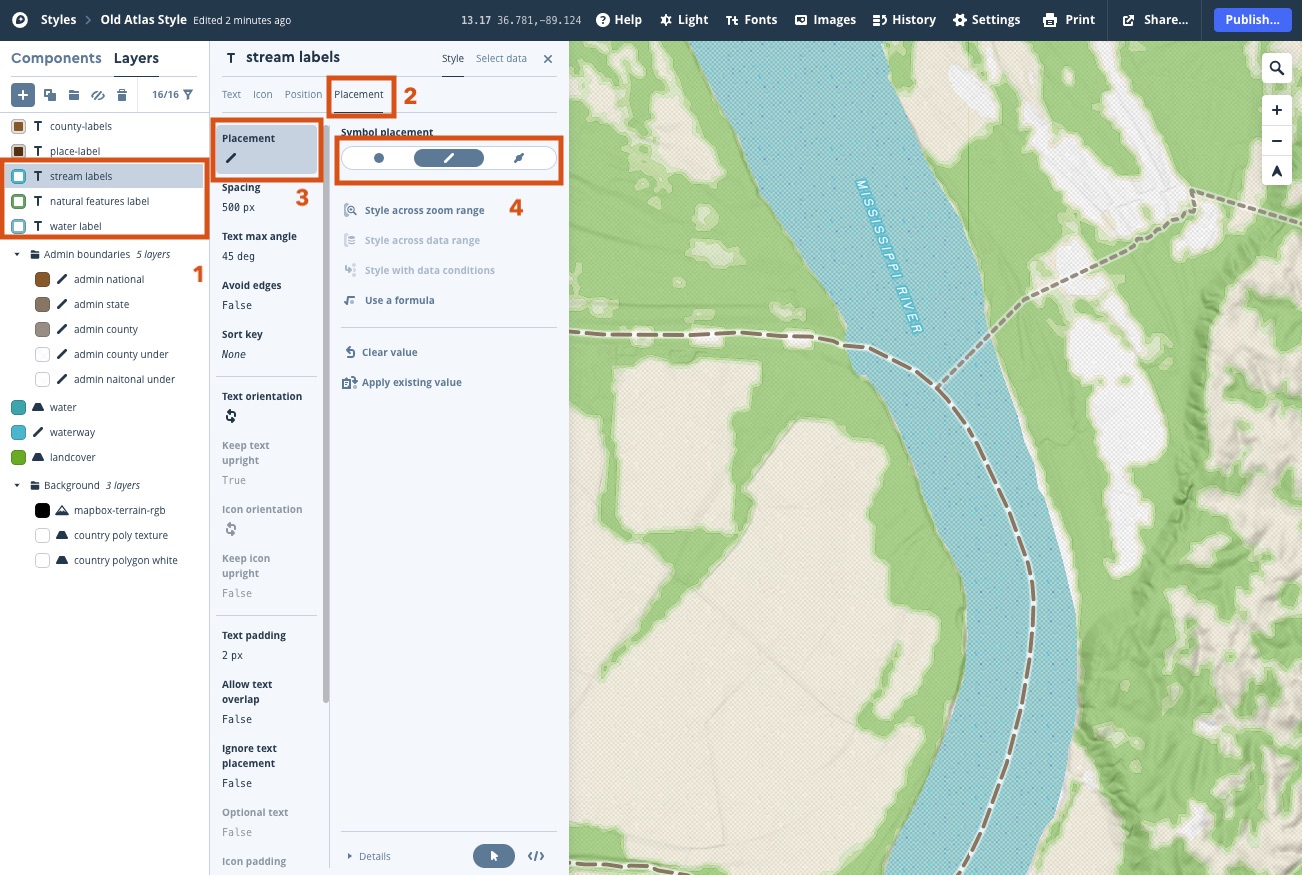 Styles Old Atlas Style Edited 2 minutes ago 13.17 36.781,-89.124 Help Light Fonts Images History Settings Print Share... Publish...
Components Layers
16/16
county-labels
place-label
stream labels
natural features label
water label
1
Admin boundaries 5 layers
admin national
admin state
admin county
admin county under
admin naitonal under
water
waterway
landcover
Background 3 layers
mapbox-terrain-rgb
country poly texture
country polygon white
stream labels Style Select data
Text Icon Position Placement 2
Placement
3
Spacing
500 px
Text max angle
45 deg
Avoid edges
False
Sort key
None
Text orientation
Keep text
upright
True
Icon orientation
Keep icon
upright
False
Text padding
2 px
Allow text
overlap
False
Ignore text
placement
False
Optional text
False
Icon padding
Symbol placement
4
Style across zoom range
Style across data range
Style with data conditions
Use a formula
Clear value
Apply existing value
Details
MISSISSIPPI RIVER